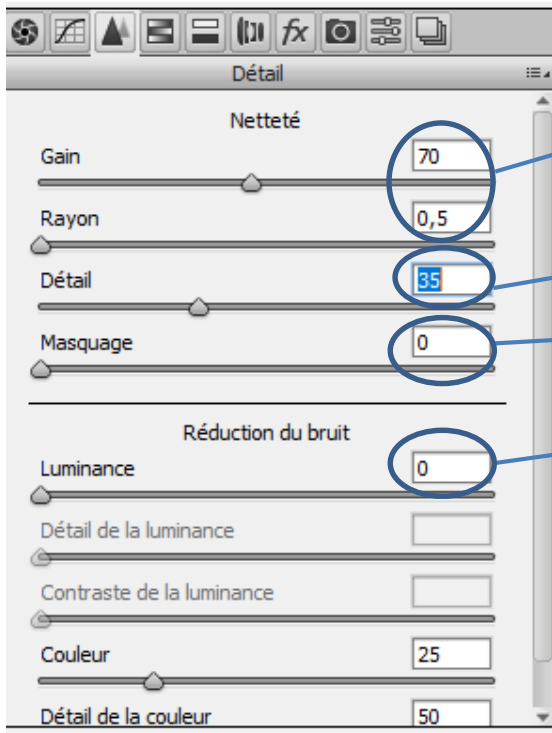 fx
Détail
Netteté
Gain 70
Rayon 0,5
Détail 35
Masquage 0
Réduction du bruit
Luminance 0
Détail de la luminance
Contraste de la luminance
Couleur 25
Détail de la couleur 50